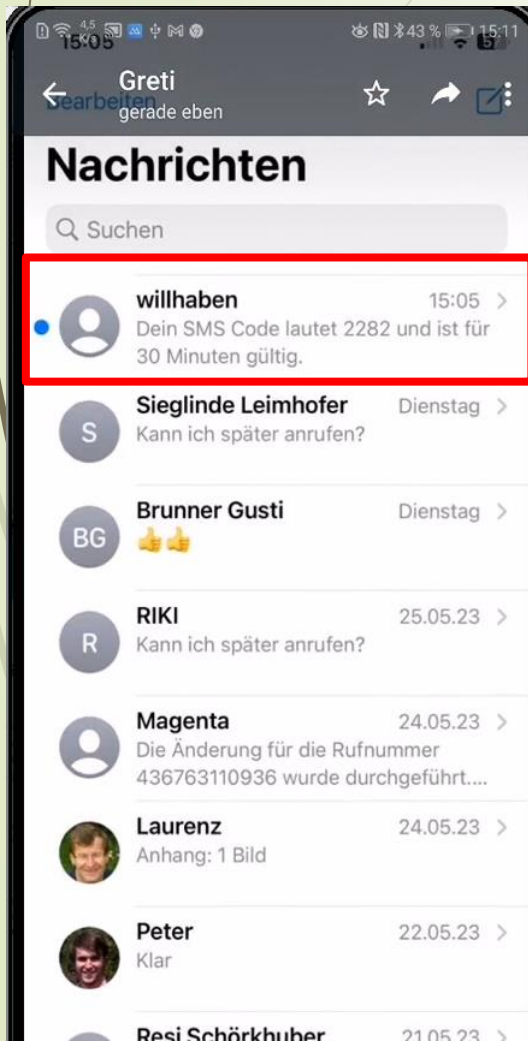 4,5
43 % 15:11
15:05
67
Greti
Bearbeiten
gerade eben
Nachrichten
Suchen
willhaben 15:05
Dein SMS Code lautet 2282 und ist für
30 Minuten gültig.
Sieglinde Leimhofer Dienstag
S
Kann ich später anrufen?
Brunner Gusti Dienstag
BG
👍👍
RIKI 25.05.23
R
Kann ich später anrufen?
Magenta 24.05.23
Die Änderung für die Rufnummer
436763110936 wurde durchgeführt....
Laurenz 24.05.23
Anhang: 1 Bild
Peter 22.05.23
Klar
Resi Schörkhuber 21.05.23